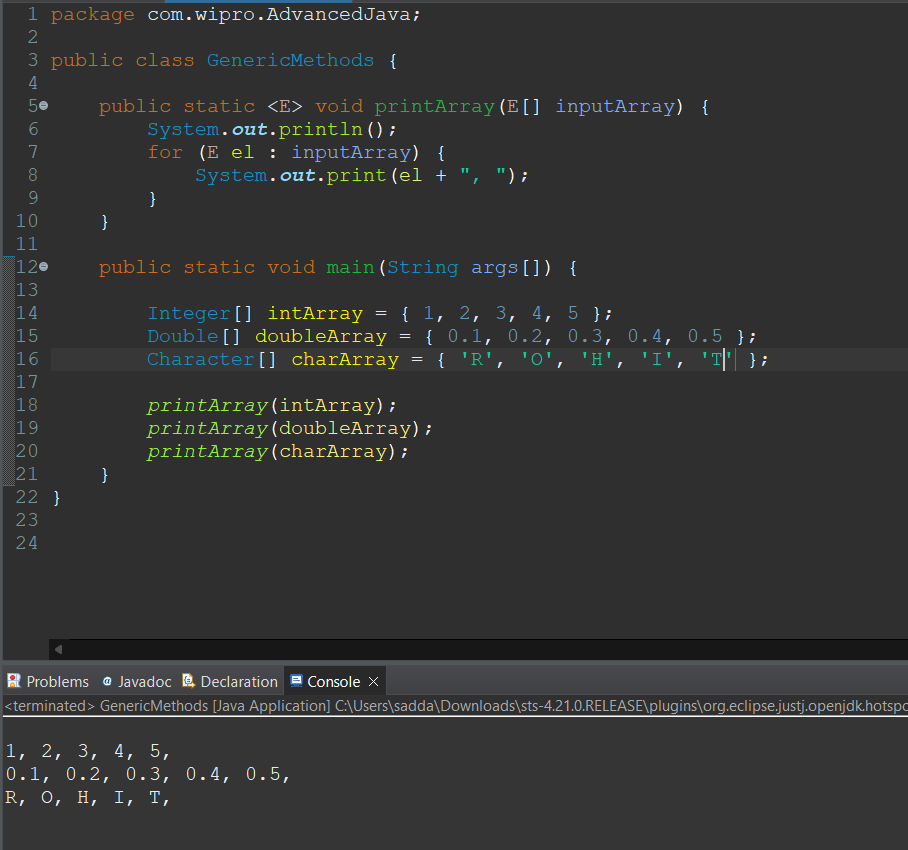 1 package com.wipro.AdvancedJava;
2
3 public class GenericMethods {
4
5 public static <E> void printArray(E[] inputArray) {
6 System.out.println();
7 for (E el : inputArray) {
8 System.out.print(el + ", ");
9 }
10 }
11
12 public static void main(String args[]) {
13
14 Integer[] intArray = { 1, 2, 3, 4, 5 };
15 Double[] doubleArray = { 0.1, 0.2, 0.3, 0.4, 0.5 };
16 Character[] charArray = { 'R', 'O', 'H', 'I', 'T' };
17
18 printArray(intArray);
19 printArray(doubleArray);
20 printArray(charArray);
21 }
22 }
23
24
Problems @ Javadoc Declaration Console
<terminated> GenericMethods [Java Application] C:\Users\sadda\Downloads\sts-4.21.0.RELEASE\plugins\org.eclipse.justj.openjdk.hotspo
1, 2, 3, 4, 5,
0.1, 0.2, 0.3, 0.4, 0.5,
R, O, H, I, T,